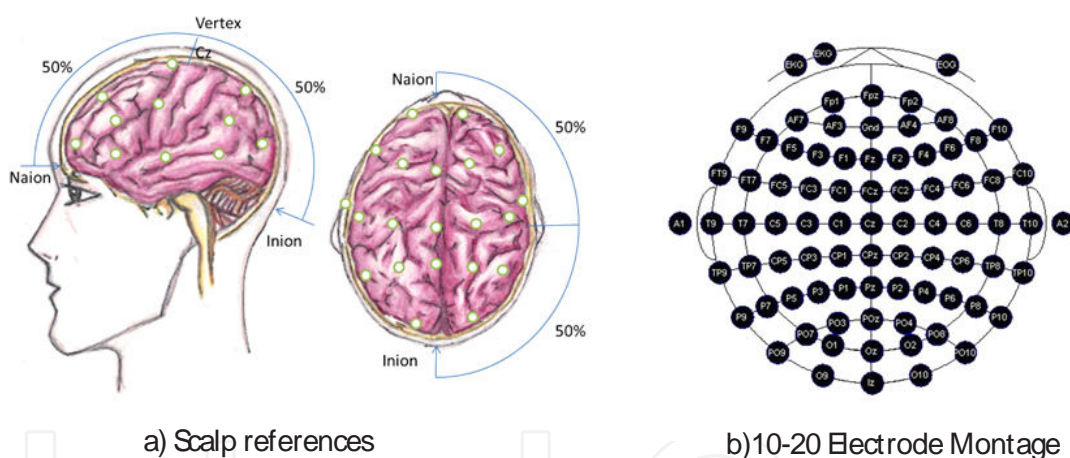 Vertex
Cz
50%
50%
Naion
Inion
Naion
50%
50%
Inion
a) Scalp references
EKG EKG EOG
Fp1 Fpz Fp2
AF7 AF3 Gnd AF4 AF8
F9 F7 F5 F3 F1 Fz F2 F4 F6 F8 F10
FT9 FT7 FC5 FC3 FC1 FCz FC2 FC4 FC6 FC8 FC10
A1 T9 T7 C5 C3 C1 Cz C2 C4 C6 T8 T10 A2
TP9 TP7 CP5 CP3 CP1 CPz CP2 CP4 CP6 TP8 TP10
P9 P7 P5 P3 P1 Pz P2 P4 P6 P8 P10
PO9 PO7 PO3 POz PO4 PO8 PO10
O1 Oz O2
O9 Iz O10
b)10-20 Electrode Montage